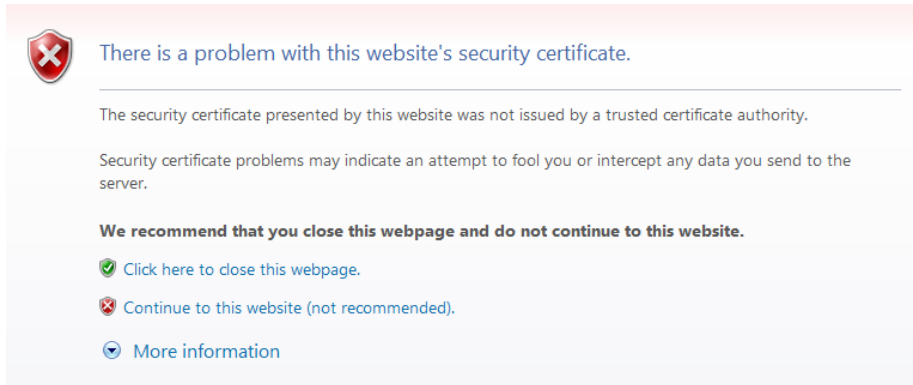 There is a problem with this website's security certificate.
The security certificate presented by this website was not issued by a trusted certificate authority.
Security certificate problems may indicate an attempt to fool you or intercept any data you send to the
server.
We recommend that you close this webpage and do not continue to this website.
Click here to close this webpage.
Continue to this website (not recommended).
More information